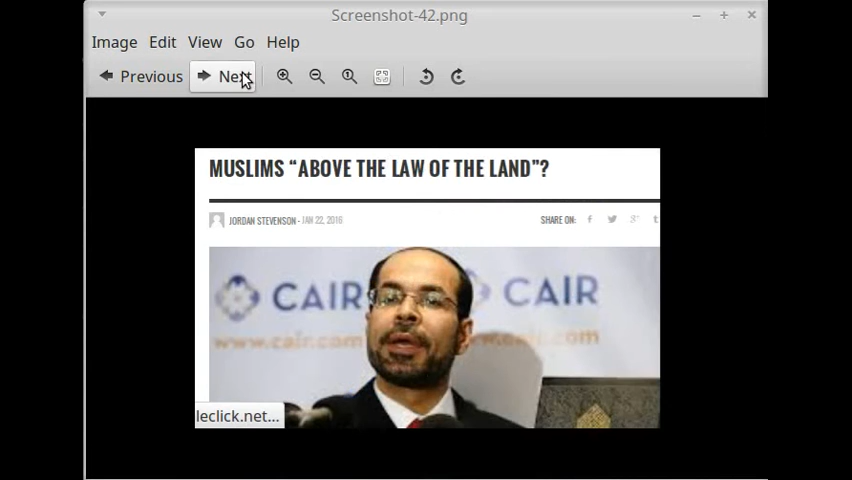 Screenshot-42.png
Image Edit View Go Help
Previous
MUSLIMS “ABOVE THE LAW OF THE LAND”?
JORDAN STEVENSON - JAN 22, 2016 SHARE ON:
CAIR CAIR
www.cair.com
leclick.net...